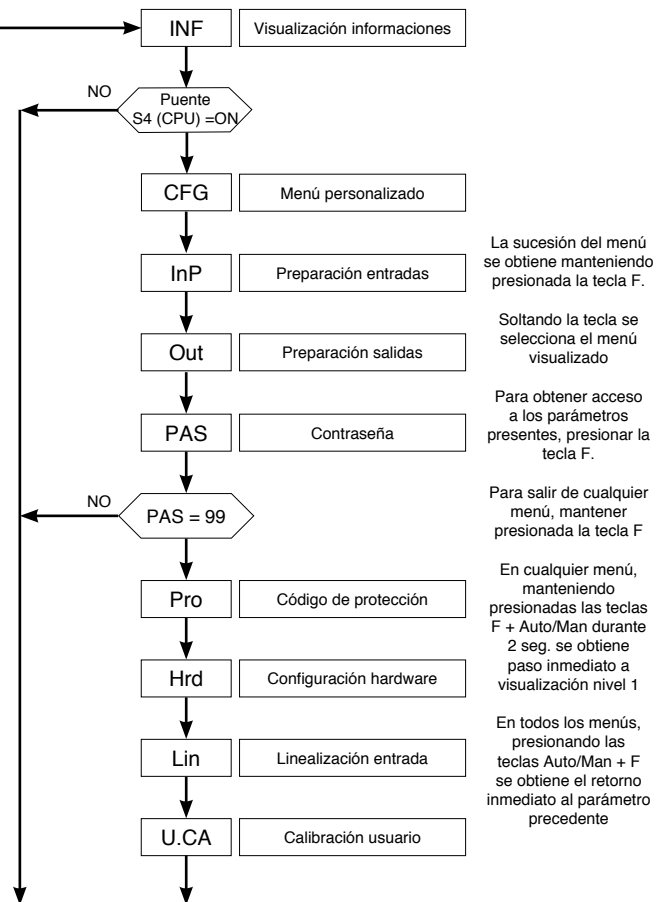 INF
Visualización informaciones
NO
Puente
S4 (CPU) =ON
CFG
Menú personalizado
InP
Preparación entradas
Out
Preparación salidas
PAS
Contraseña
NO
PAS = 99
Pro
Código de protección
Hrd
Configuración hardware
Lin
Linealización entrada
U.CA
Calibración usuario
La sucesión del menú
se obtiene manteniendo
presionada la tecla F.
Soltando la tecla se
selecciona el menú
visualizado
Para obtener acceso
a los parámetros
presentes, presionar la
tecla F.
Para salir de cualquier
menú, mantener
presionada la tecla F
En cualquier menú,
manteniendo
presionadas las teclas
F + Auto/Man durante
2 seg. se obtiene
paso inmediato a
visualización nivel 1
En todos los menús,
presionando las
teclas Auto/Man + F
se obtiene el retorno
inmediato al parámetro
precedente